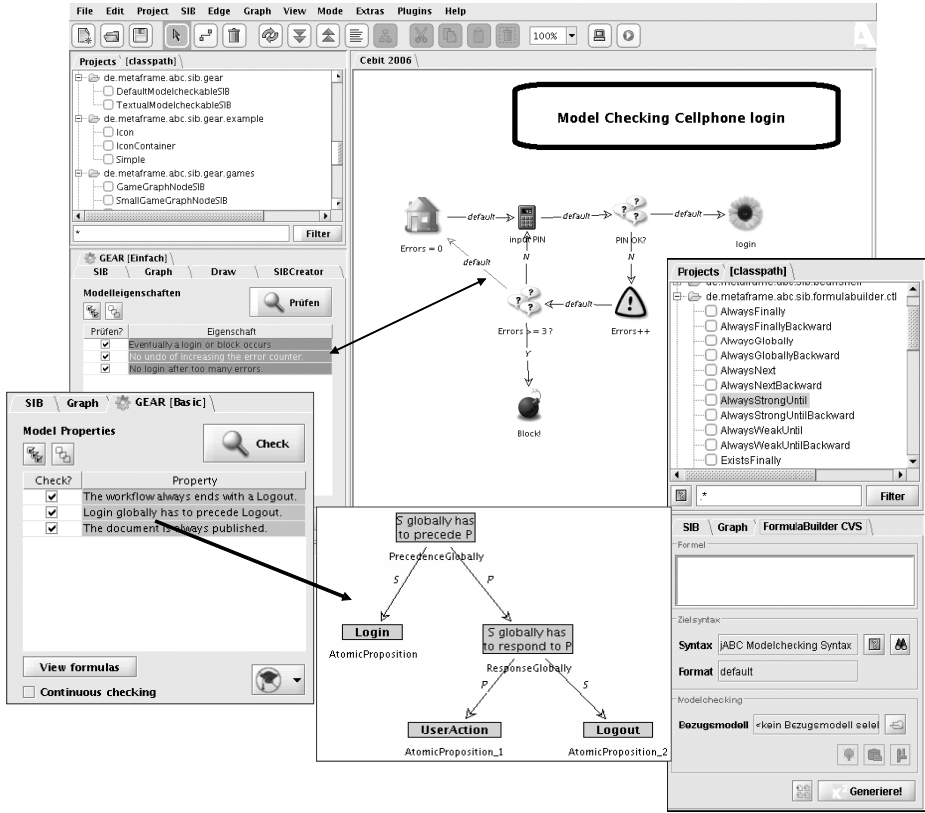 File Edit Project SIB Edge Graph View Mode Extras Plugins Help
100%
Projects [classpath]
de.metaframe.abc.sib.gear
DefaultModelcheckableSIB
TextualModelcheckableSIB
de.metaframe.abc.sib.gear.example
Icon
IconContainer
Simple
de.metaframe.abc.sib.gear.games
GameGraphNodeSIB
SmallGameGraphNodeSIB
* Filter
GEAR [Einfach]
SIB Graph Draw SIBCreator
Modelleigenschaften
Prüfen
Prüfen? Eigenschaft
Eventually a login or block occurs
No undo of increasing the error counter.
No login after too many errors.
Cebit 2006
Model Checking Cellphone login
default default default
Errors = 0 input PIN PIN OK? login
default N N
default
Errors >= 3 ? Errors++
Y
Block!
SIB Graph GEAR [Basic]
Model Properties
Check
Check? Property
The workflow always ends with a Logout.
Login globally has to precede Logout.
The document is always published.
View formulas
Continuous checking
S globally has
to precede P
PrecedenceGlobally
S P
Login
AtomicProposition
S globally has
to respond to P
ResponseGlobally
P S
UserAction Logout
AtomicProposition_1 AtomicProposition_2
Projects [classpath]
de.metaframe.abc.sib.formulabuilder.ctl
AlwaysFinally
AlwaysFinallyBackward
AlwaysGlobally
AlwaysGloballyBackward
AlwaysNext
AlwaysNextBackward
AlwaysStrongUntil
AlwaysStrongUntilBackward
AlwaysWeakUntil
AlwaysWeakUntilBackward
ExistsFinally
.* Filter
SIB Graph FormulaBuilder CVS
Formel
Zielsyntax
Syntax jABC Modelchecking Syntax
Format default
Modelchecking
Bezugsmodell <kein Bezugsmodell selel
Generiere!